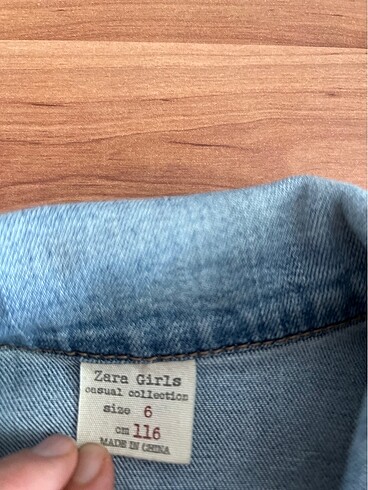 Zara Girls
casual collection
size 6
cm 116
MADE IN CHINA